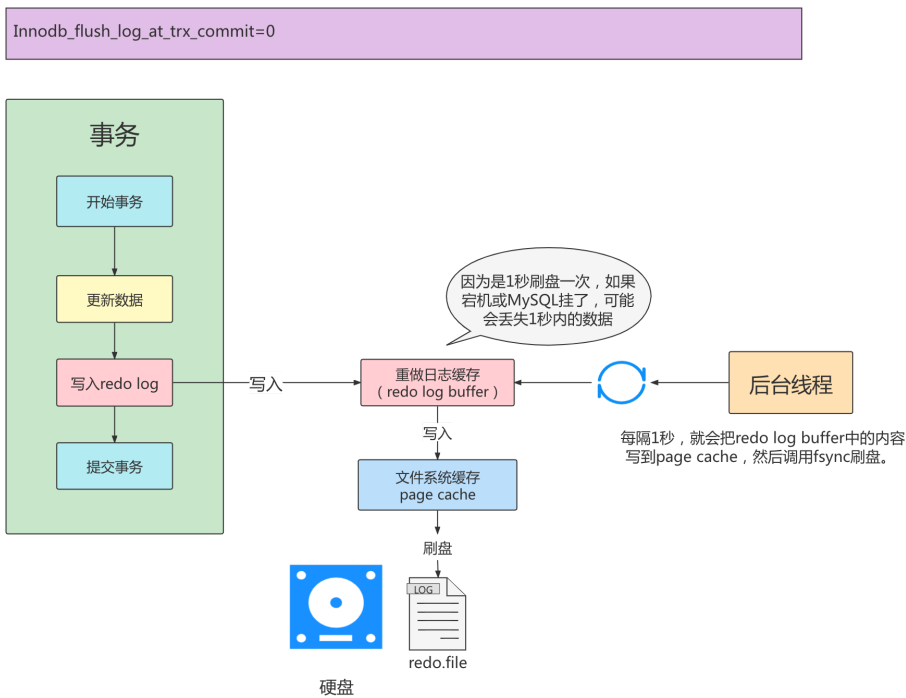 Innodb_flush_log_at_trx_commit=0
事务
开始事务
更新数据
写入redo log
提交事务
写入
因为是1秒刷盘一次，如果
宕机或MySQL挂了，可能
会丢失1秒内的数据
重做日志缓存
（redo log buffer）
写入
文件系统缓存
page cache
刷盘
LOG
redo.file
硬盘
后台线程
每隔1秒，就会把redo log buffer中的内容
写到page cache，然后调用fsync刷盘。